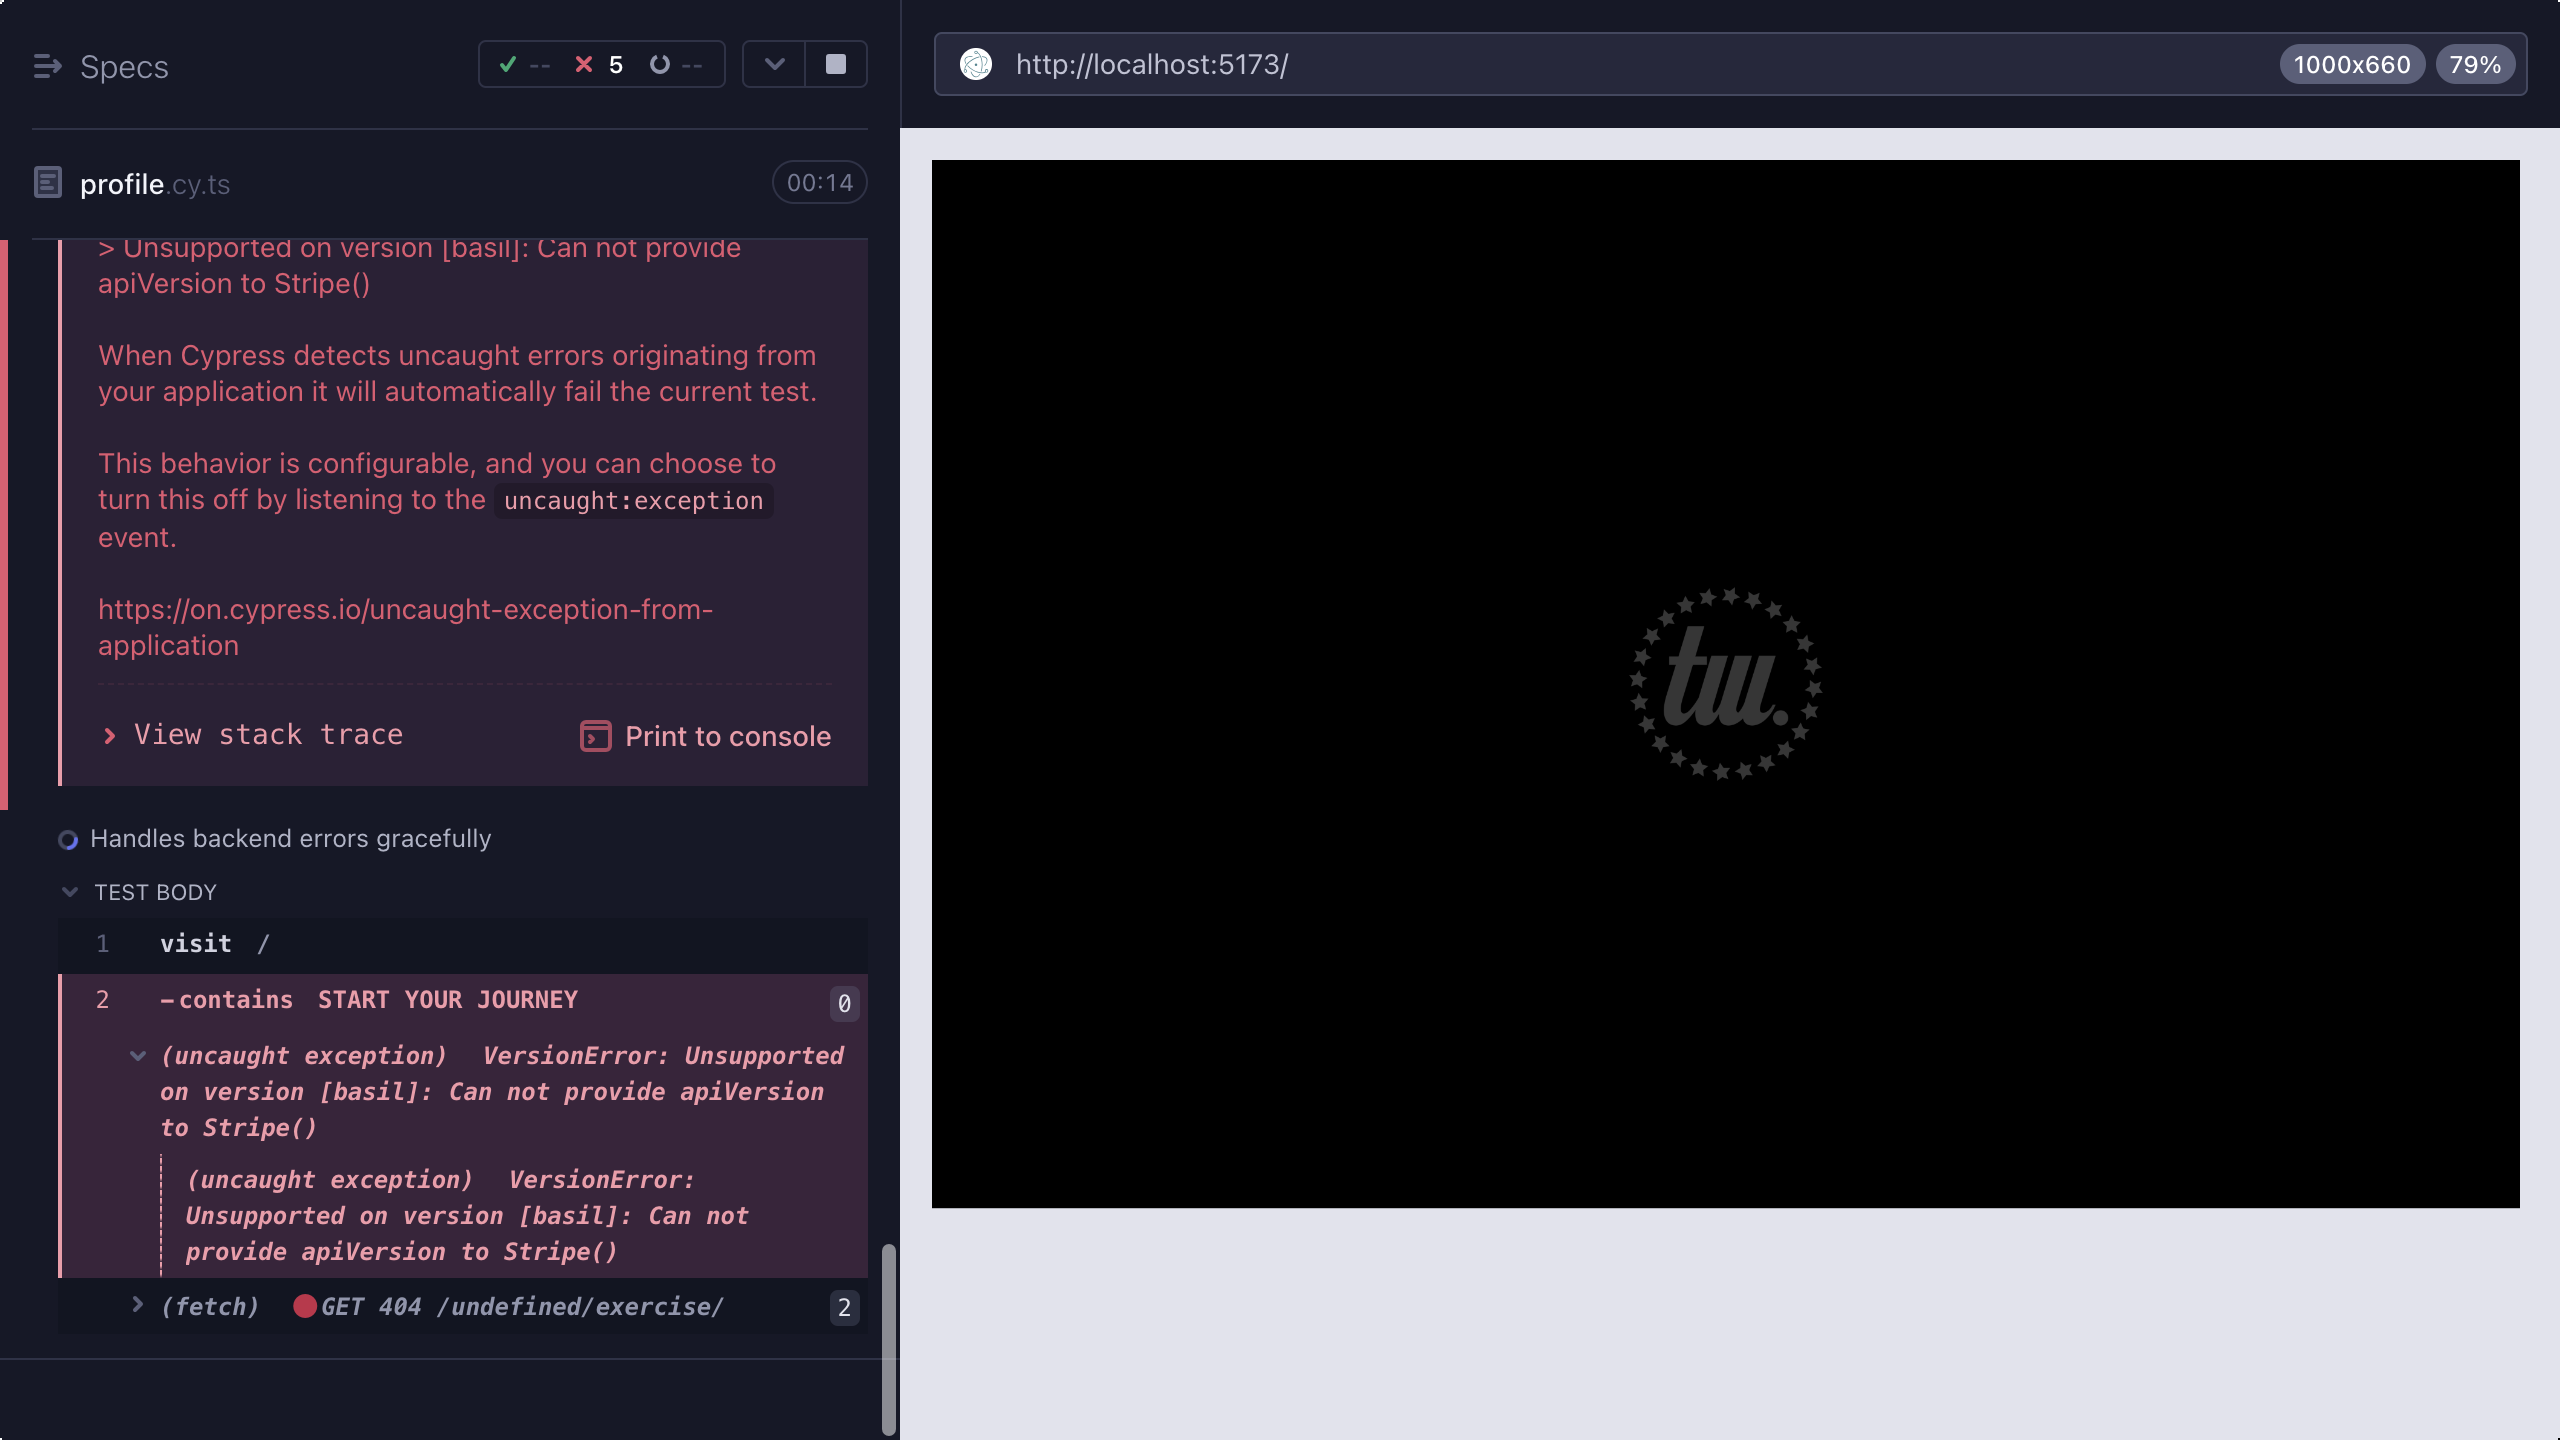 Specs
-- 5 --
profile.cy.ts
00:14
> Unsupported on version [basil]: Can not provide
apiVersion to Stripe()
When Cypress detects uncaught errors originating from
your application it will automatically fail the current test.
This behavior is configurable, and you can choose to
turn this off by listening to the uncaught:exception
event.
https://on.cypress.io/uncaught-exception-from-
application
View stack trace
Print to console
Handles backend errors gracefully
TEST BODY
1 visit /
2 -contains START YOUR JOURNEY 0
(uncaught exception) VersionError: Unsupported
on version [basil]: Can not provide apiVersion
to Stripe()
(uncaught exception) VersionError:
Unsupported on version [basil]: Can not
provide apiVersion to Stripe()
(fetch) GET 404 /undefined/exercise/ 2
http://localhost:5173/
1000x660
79%
tw.